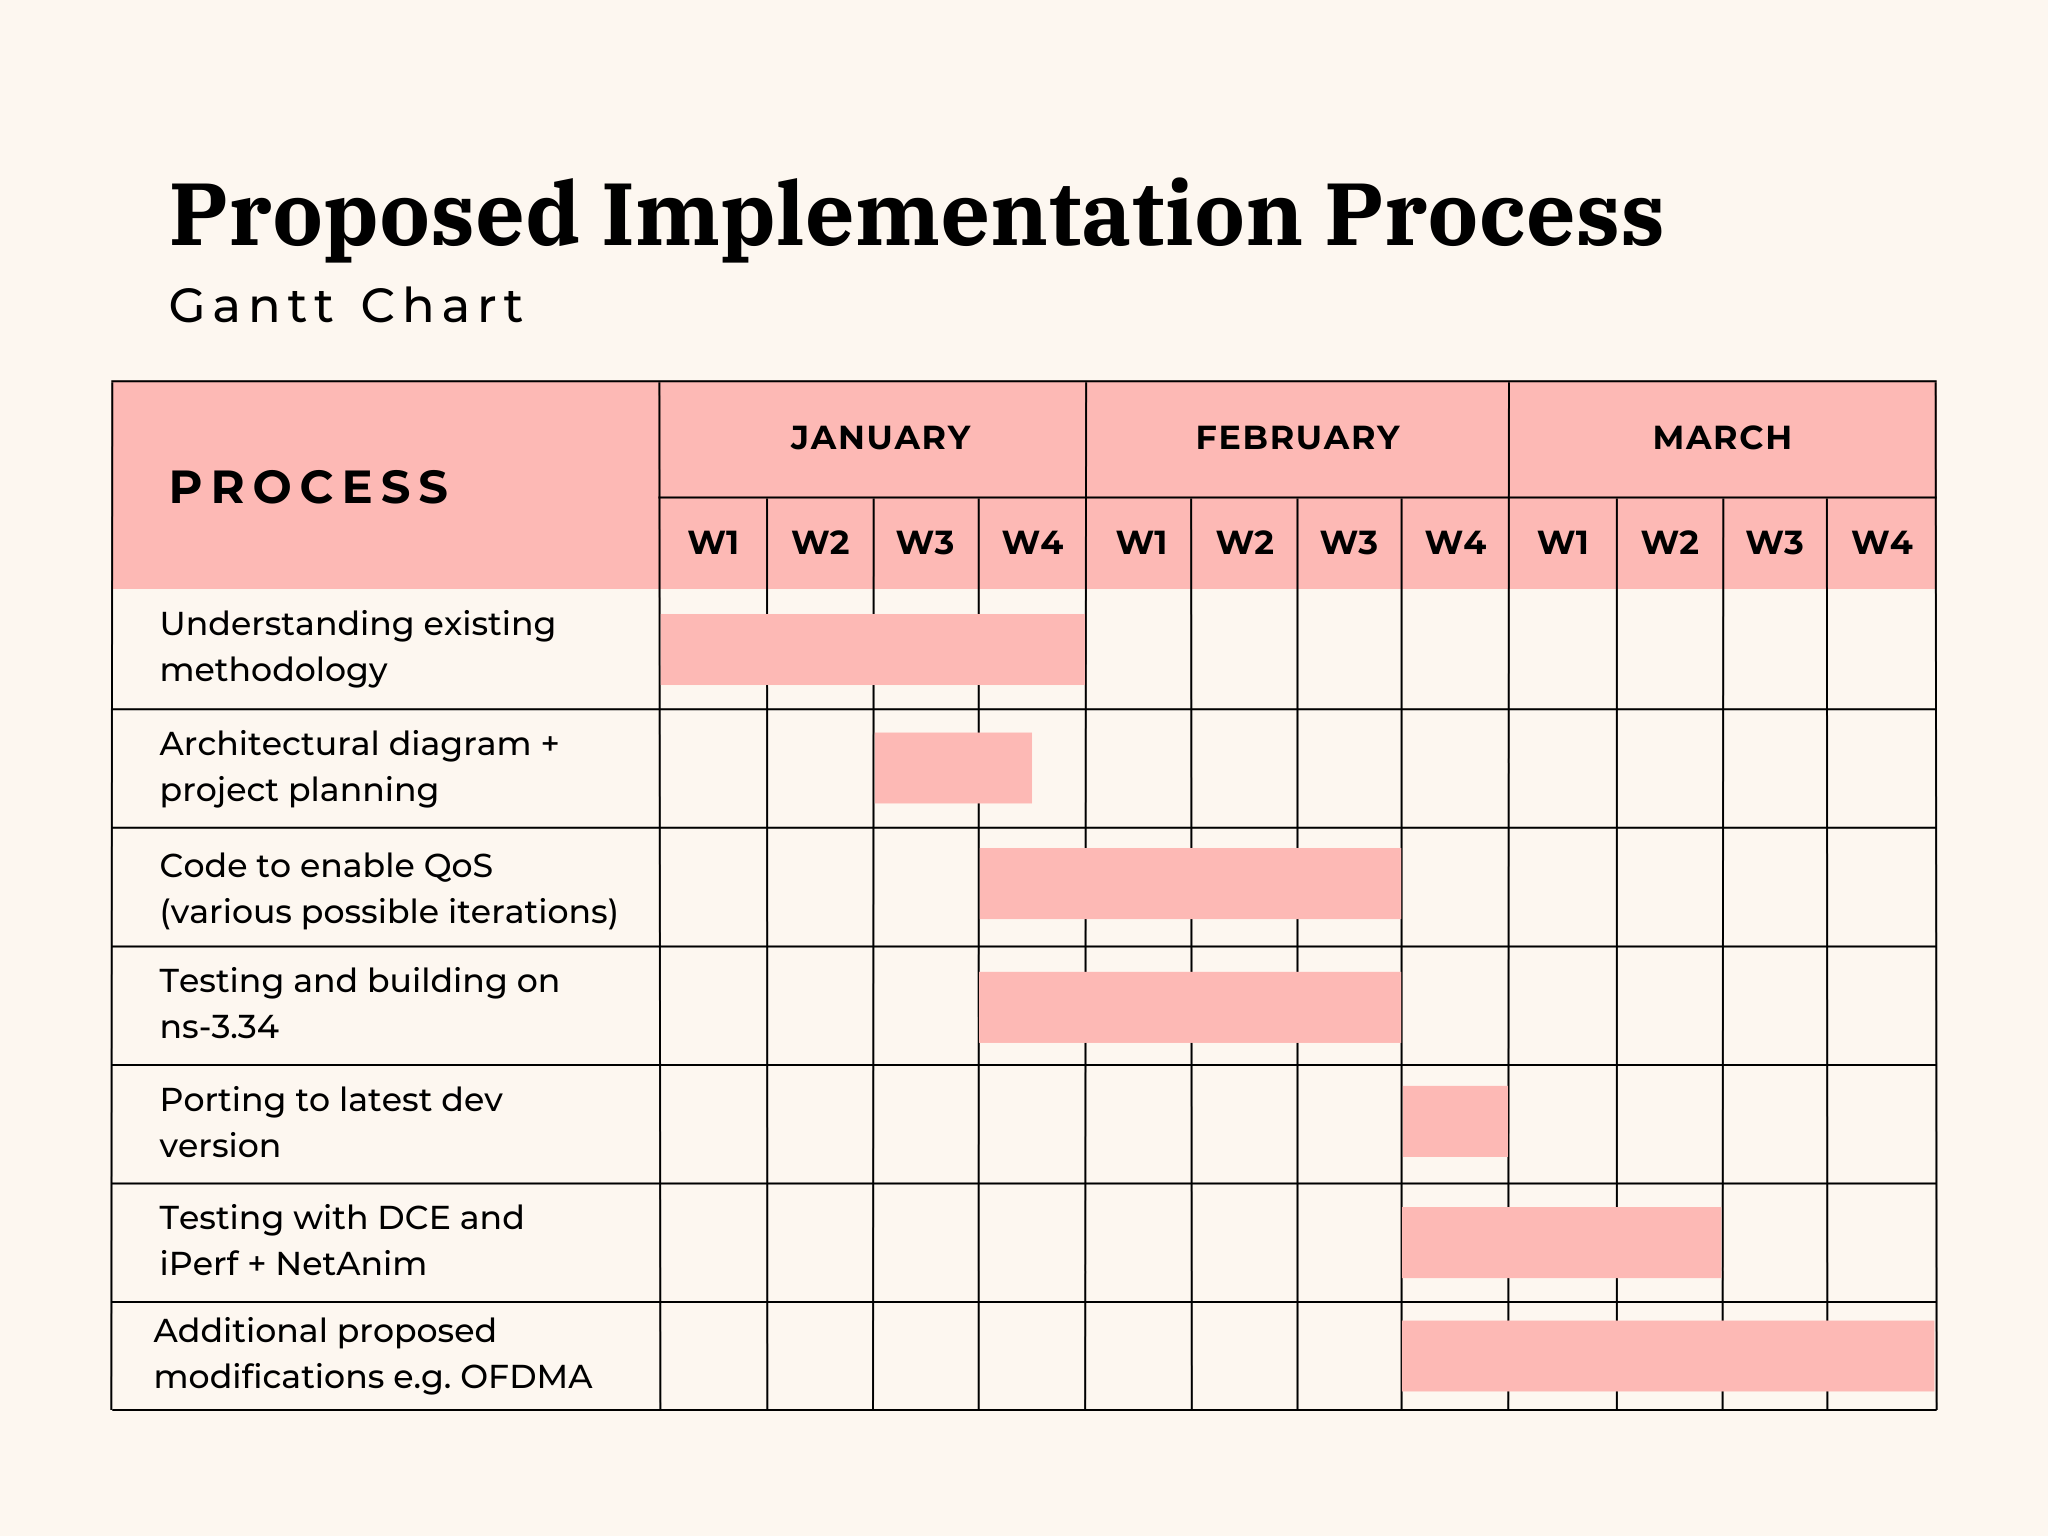 Proposed Implementation Process
Gantt Chart
PROCESS
JANUARY FEBRUARY MARCH
W1 W2 W3 W4 W1 W2 W3 W4 W1 W2 W3 W4
Understanding existing
methodology
Architectural diagram +
project planning
Code to enable QoS
(various possible iterations)
Testing and building on
ns-3.34
Porting to latest dev
version
Testing with DCE and
iPerf + NetAnim
Additional proposed
modifications e.g. OFDMA